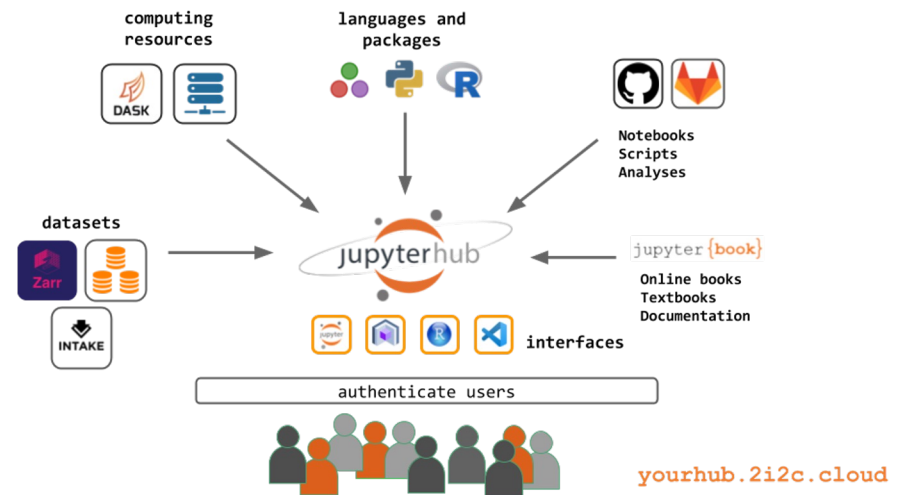 computing
resources
languages and
packages
DASK
R
Notebooks
Scripts
Analyses
datasets
Zarr
INTAKE
jupyterhub
jupyter {book}
Online books
Textbooks
Documentation
jupyter
R
interfaces
authenticate users
yourhub.2i2c.cloud